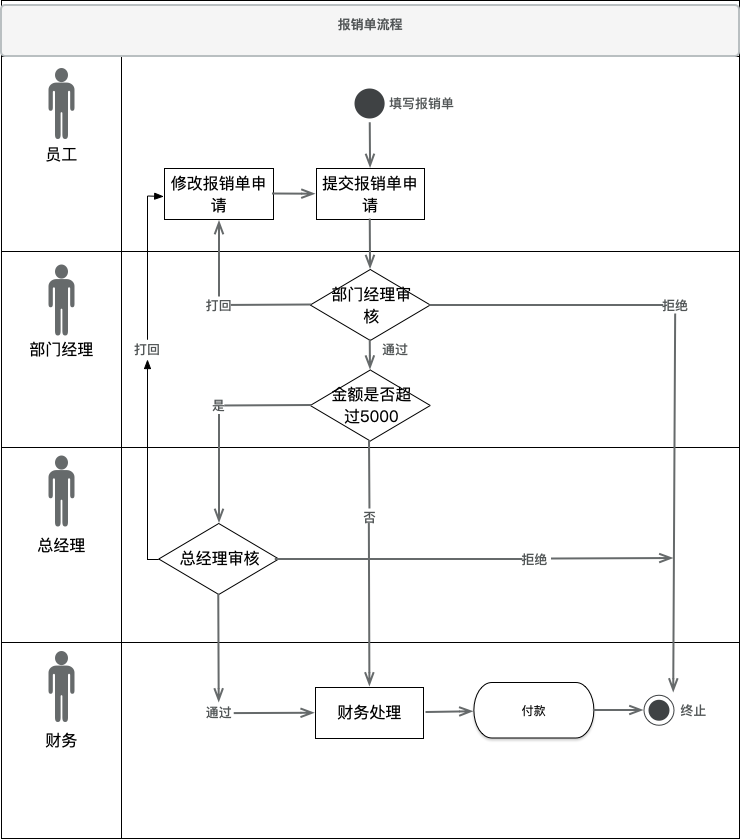 报销单流程
填写报销单
员工
修改报销单申
请
提交报销单申
请
部门经理审
核
打回
拒绝
部门经理
打回
通过
金额是否超
过5000
是
否
总经理
总经理审核
拒绝
财务
通过
财务处理
付款
终止